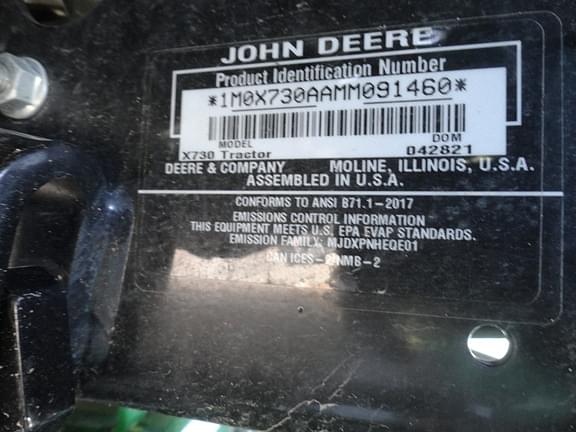 JOHN DEERE
Product Identification Number
*1M0X730AAMM091460*
MODEL DOM
X730 Tractor 042821
DEERE & COMPANY MOLINE, ILLINOIS, U.S.A.
ASSEMBLED IN U.S.A.
CONFORMS TO ANSI B71.1-2017
EMISSIONS CONTROL INFORMATION
THIS EQUIPMENT MEETS U.S. EPA EVAP STANDARDS.
EMISSION FAMILY: MJDXPNHEQE01
CAN ICES-2/NMB-2